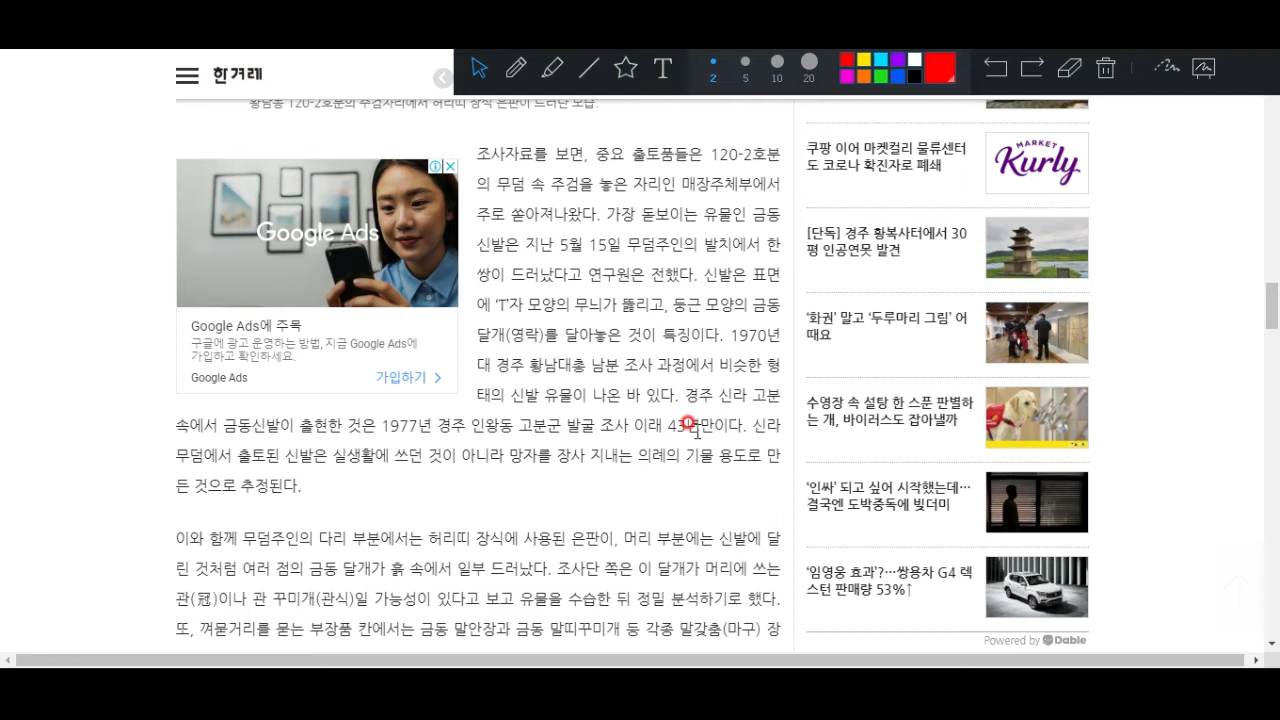 한겨레
2
5
10
20
황남동 120-2호분의 주검자리에서 허리띠 장식 은판이 드러난 모습.
Google Ads
Google Ads에 주목
구글에 광고 운영하는 방법, 지금 Google Ads에
가입하고 확인하세요.
Google Ads
가입하기
조사자료를 보면, 중요 출토품들은 120-2호분
의 무덤 속 주검을 놓은 자리인 매장주체부에서
주로 쏟아져나왔다. 가장 돋보이는 유물인 금동
신발은 지난 5월 15일 무덤주인의 발치에서 한
쌍이 드러났다고 연구원은 전했다. 신발은 표면
에 ‘T’자 모양의 무늬가 뚫리고, 둥근 모양의 금동
달개(영락)를 달아놓은 것이 특징이다. 1970년
대 경주 황남대총 남분 조사 과정에서 비슷한 형
태의 신발 유물이 나온 바 있다. 경주 신라 고분
속에서 금동신발이 출현한 것은 1977년 경주 인왕동 고분군 발굴 조사 이래 43년만이다. 신라
무덤에서 출토된 신발은 실생활에 쓰던 것이 아니라 망자를 장사 지내는 의례의 기물 용도로 만
든 것으로 추정된다.
이와 함께 무덤주인의 다리 부분에서는 허리띠 장식에 사용된 은판이, 머리 부분에는 신발에 달
린 것처럼 여러 점의 금동 달개가 흙 속에서 일부 드러났다. 조사단 쪽은 이 달개가 머리에 쓰는
관(冠)이나 관 꾸미개(관식)일 가능성이 있다고 보고 유물을 수습한 뒤 정밀 분석하기로 했다.
또, 껴묻거리를 묻는 부장품 칸에서는 금동 말안장과 금동 말띠꾸미개 등 각종 말갖춤(마구) 장
쿠팡 이어 마켓컬리 물류센터
도 코로나 확진자로 폐쇄
MARKET
Kurly
[단독] 경주 황복사터에서 30
평 인공연못 발견
‘화권’ 말고 ‘두루마리 그림’ 어
때요
수영장 속 설탕 한 스푼 판별하
는 개, 바이러스도 잡아낼까
‘인싸’ 되고 싶어 시작했는데…
결국엔 도박중독에 빚더미
‘임영웅 효과’?…쌍용차 G4 렉
스턴 판매량 53%↑
Powered by Dable